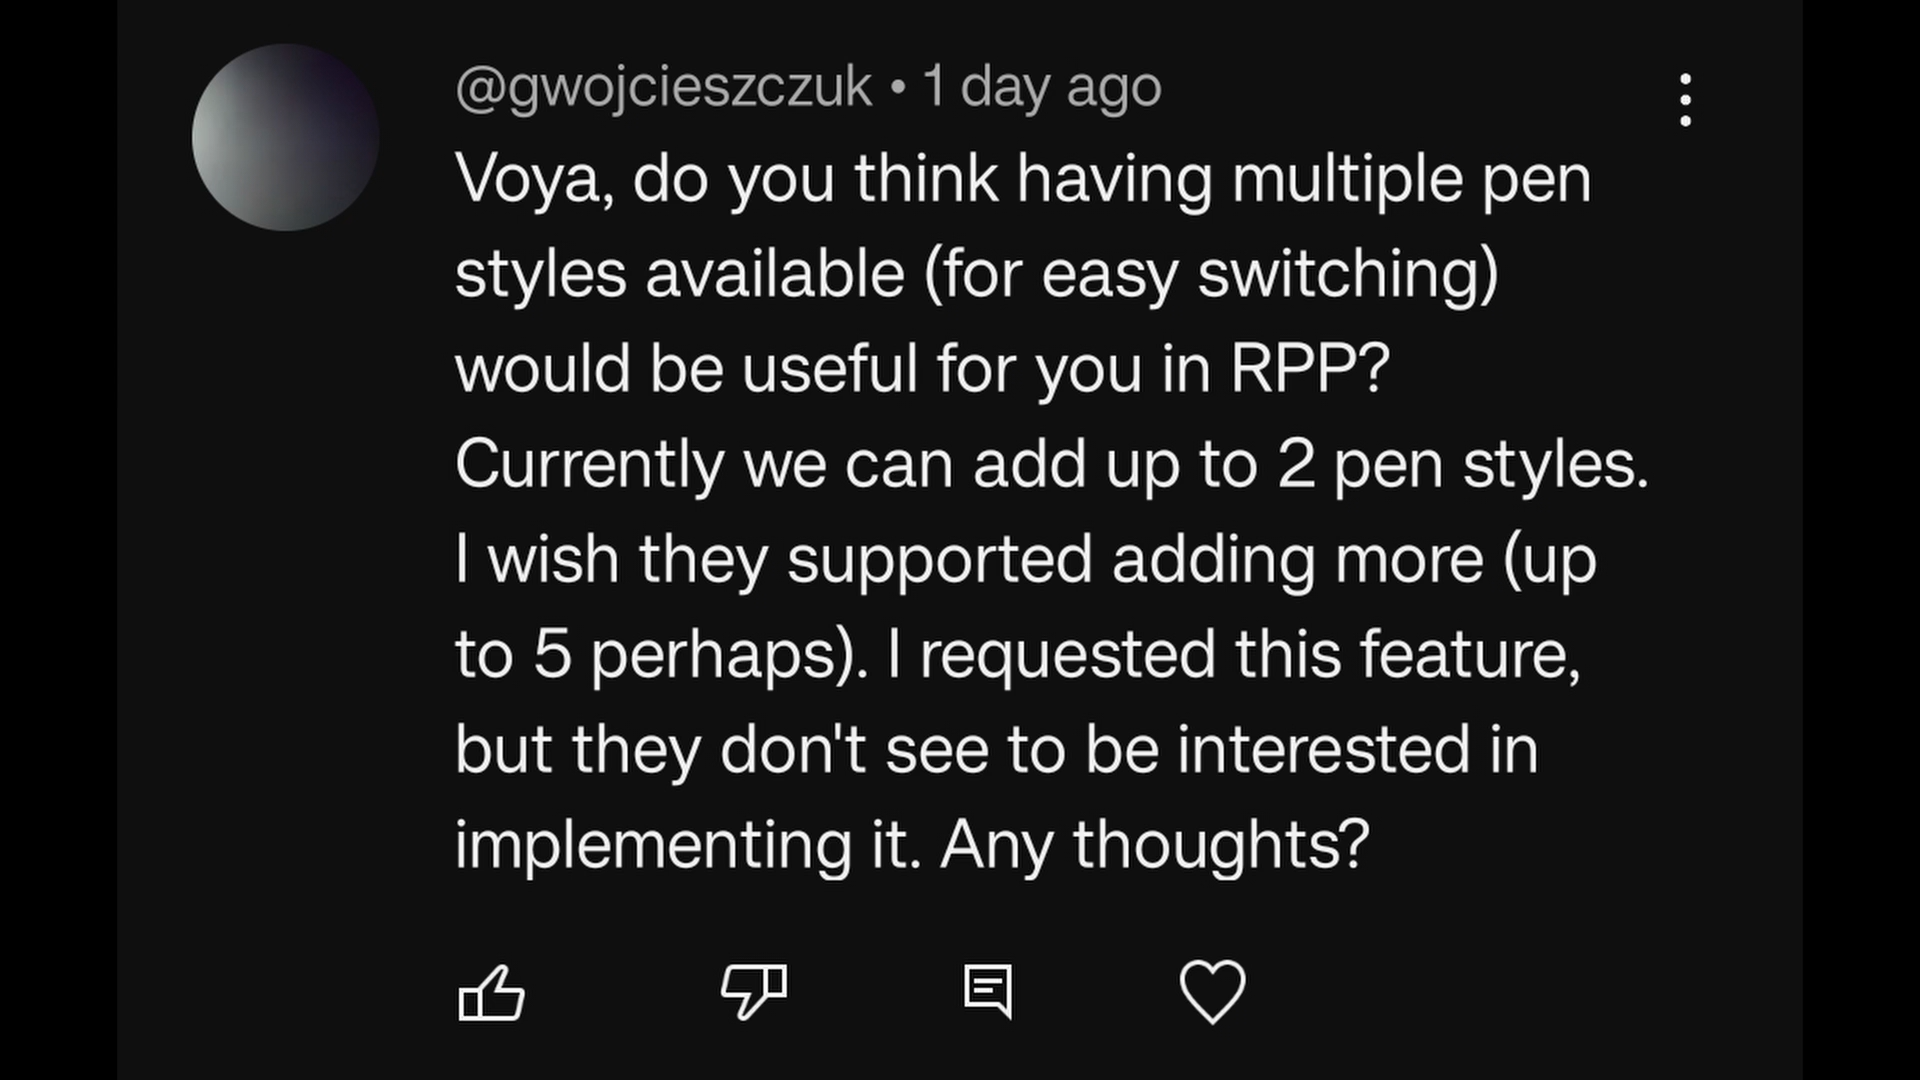 @gwojcieszczuk • 1 day ago
Voya, do you think having multiple pen
styles available (for easy switching)
would be useful for you in RPP?
Currently we can add up to 2 pen styles.
I wish they supported adding more (up
to 5 perhaps). I requested this feature,
but they don't see to be interested in
implementing it. Any thoughts?